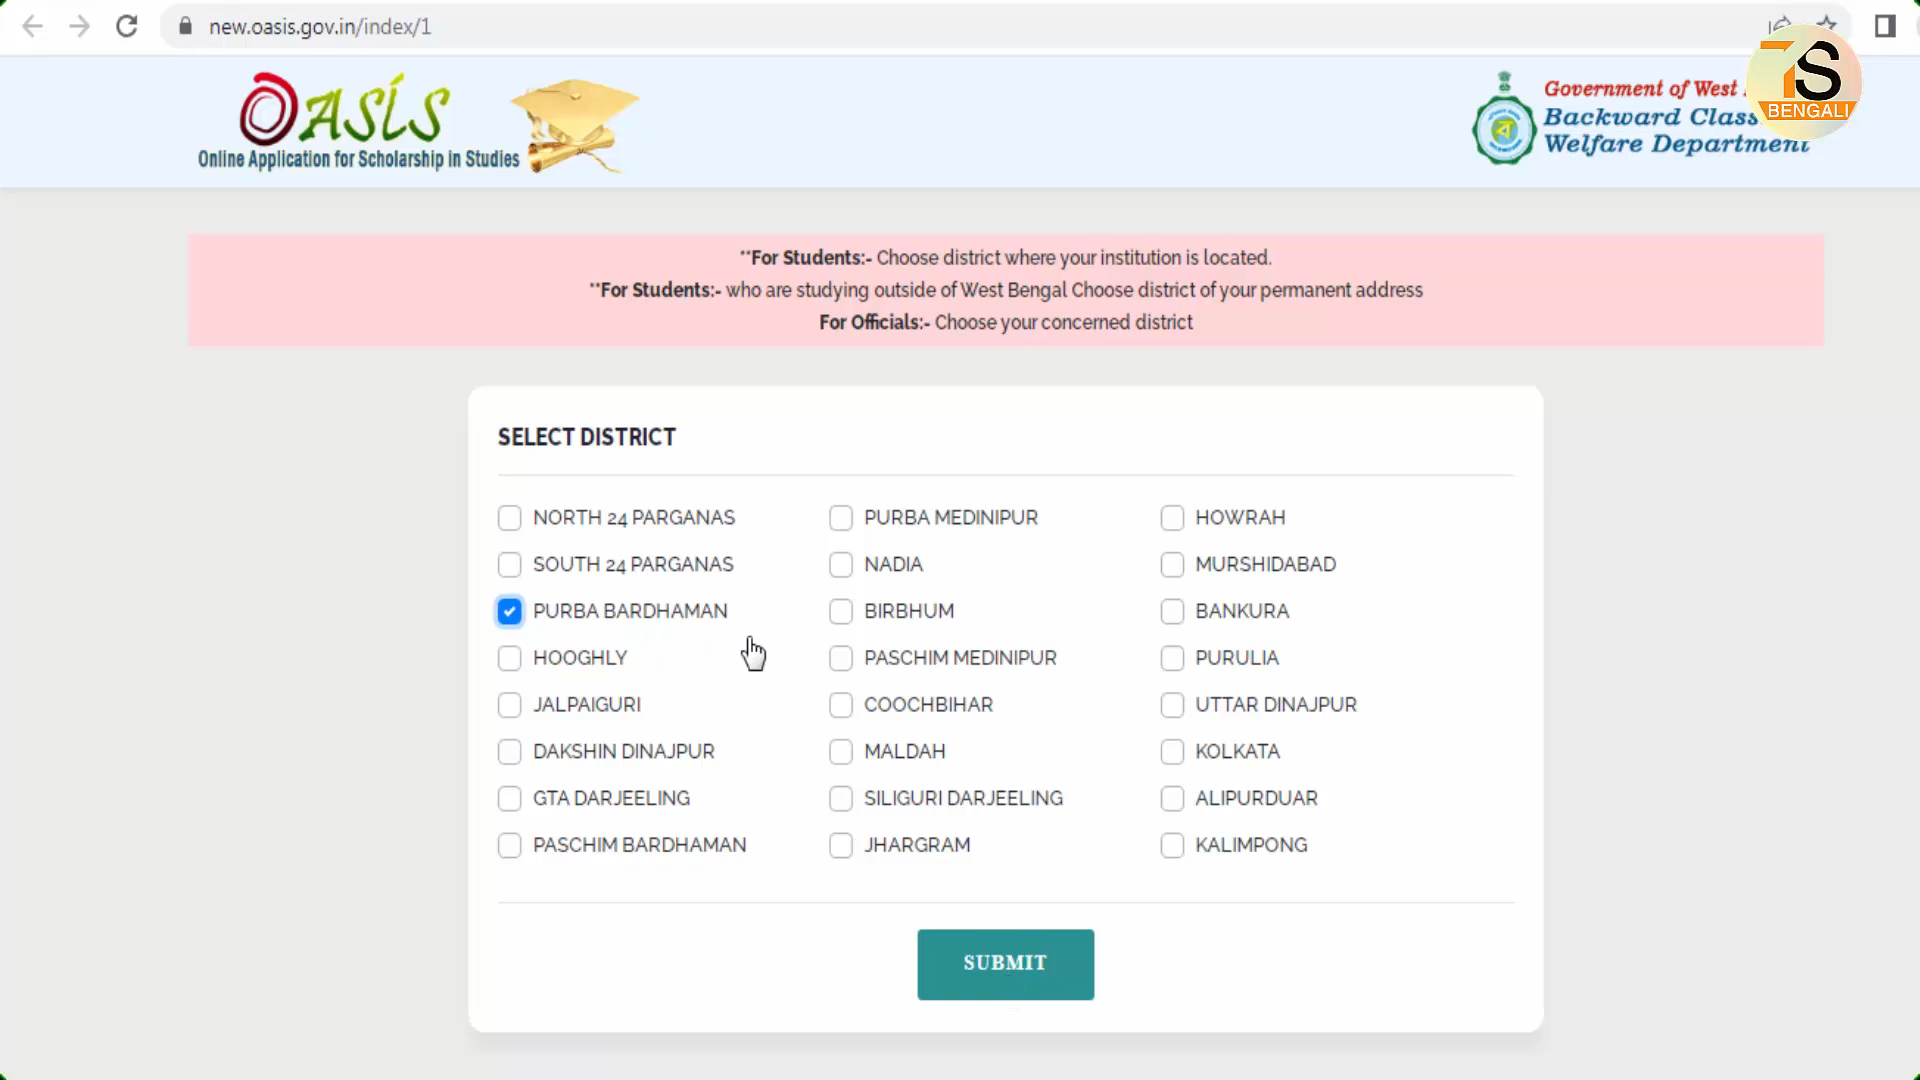 new.oasis.gov.in/index/1
OASIS
Online Application for Scholarship in Studies
Government of West
Backward Class
Welfare Department
7S
BENGALI
**For Students:- Choose district where your institution is located.
**For Students:- who are studying outside of West Bengal Choose district of your permanent address
For Officials:- Choose your concerned district
SELECT DISTRICT
NORTH 24 PARGANAS PURBA MEDINIPUR HOWRAH
SOUTH 24 PARGANAS NADIA MURSHIDABAD
PURBA BARDHAMAN BIRBHUM BANKURA
HOOGHLY PASCHIM MEDINIPUR PURULIA
JALPAIGURI COOCHBIHAR UTTAR DINAJPUR
DAKSHIN DINAJPUR MALDAH KOLKATA
GTA DARJEELING SILIGURI DARJEELING ALIPURDUAR
PASCHIM BARDHAMAN JHARGRAM KALIMPONG
SUBMIT